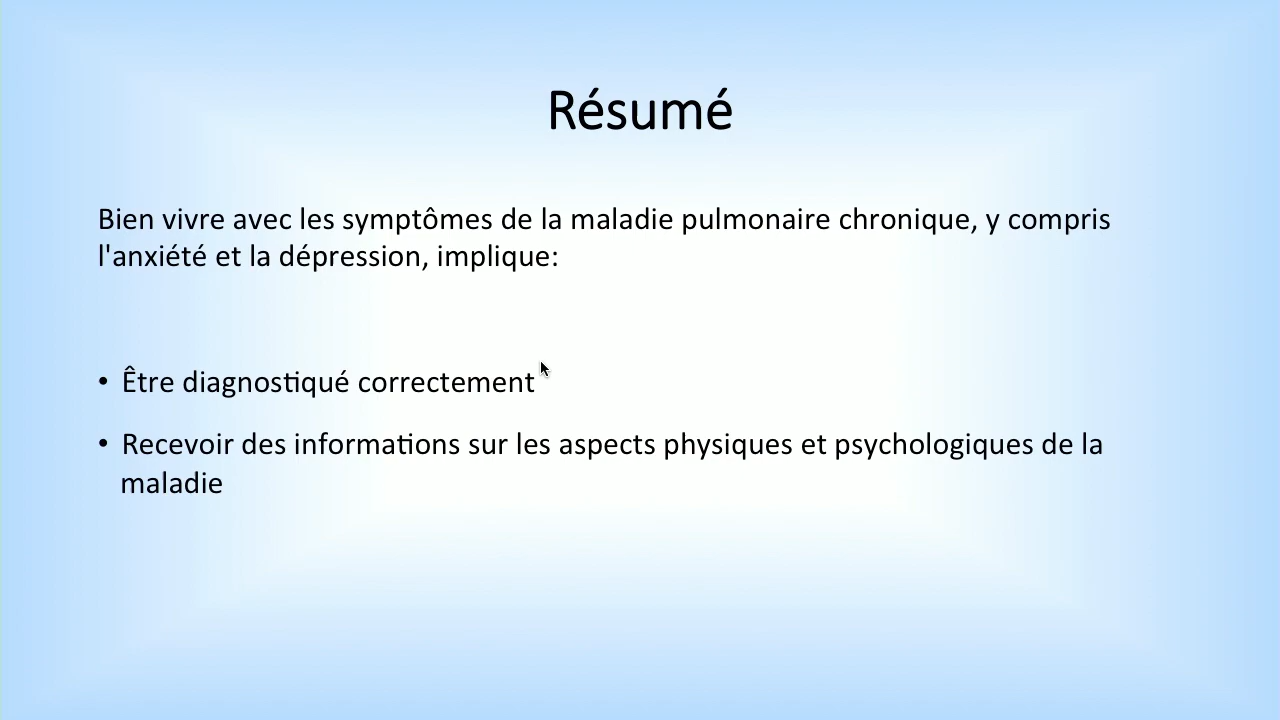 Résumé
Bien vivre avec les symptômes de la maladie pulmonaire chronique, y compris
l'anxiété et la dépression, implique:
• Être diagnostiqué correctement
• Recevoir des informations sur les aspects physiques et psychologiques de la
maladie